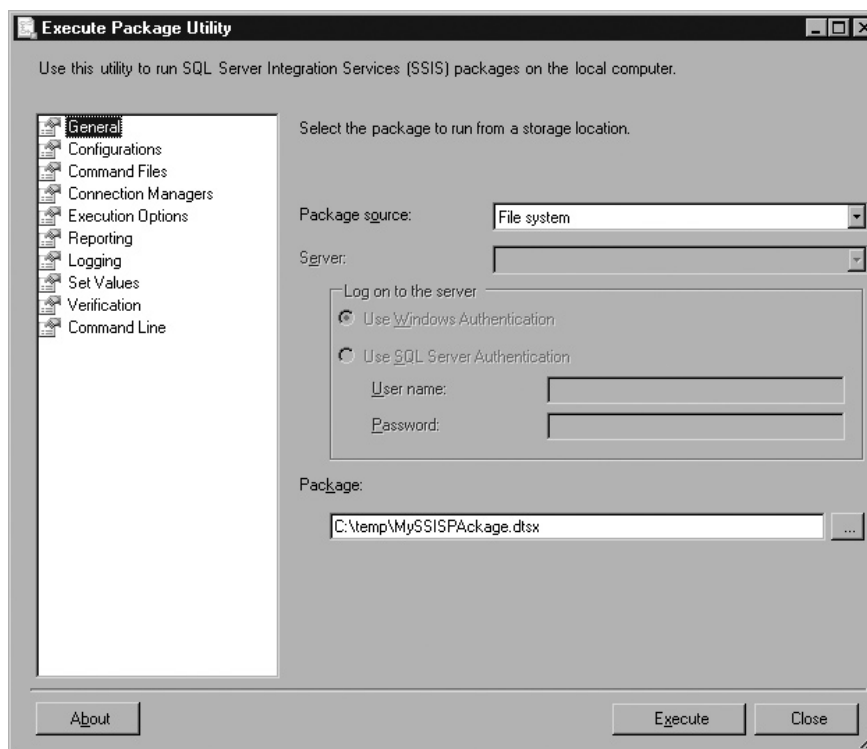 Execute Package Utility
Use this utility to run SQL Server Integration Services (SSIS) packages on the local computer.
General
Configurations
Command Files
Connection Managers
Execution Options
Reporting
Logging
Set Values
Verification
Command Line
Select the package to run from a storage location.
Package source:
File system
Server:
Log on to the server
Use Windows Authentication
Use SQL Server Authentication
User name:
Password:
Package:
C:\temp\MySSISPAckage.dtsx
...
About
Execute
Close